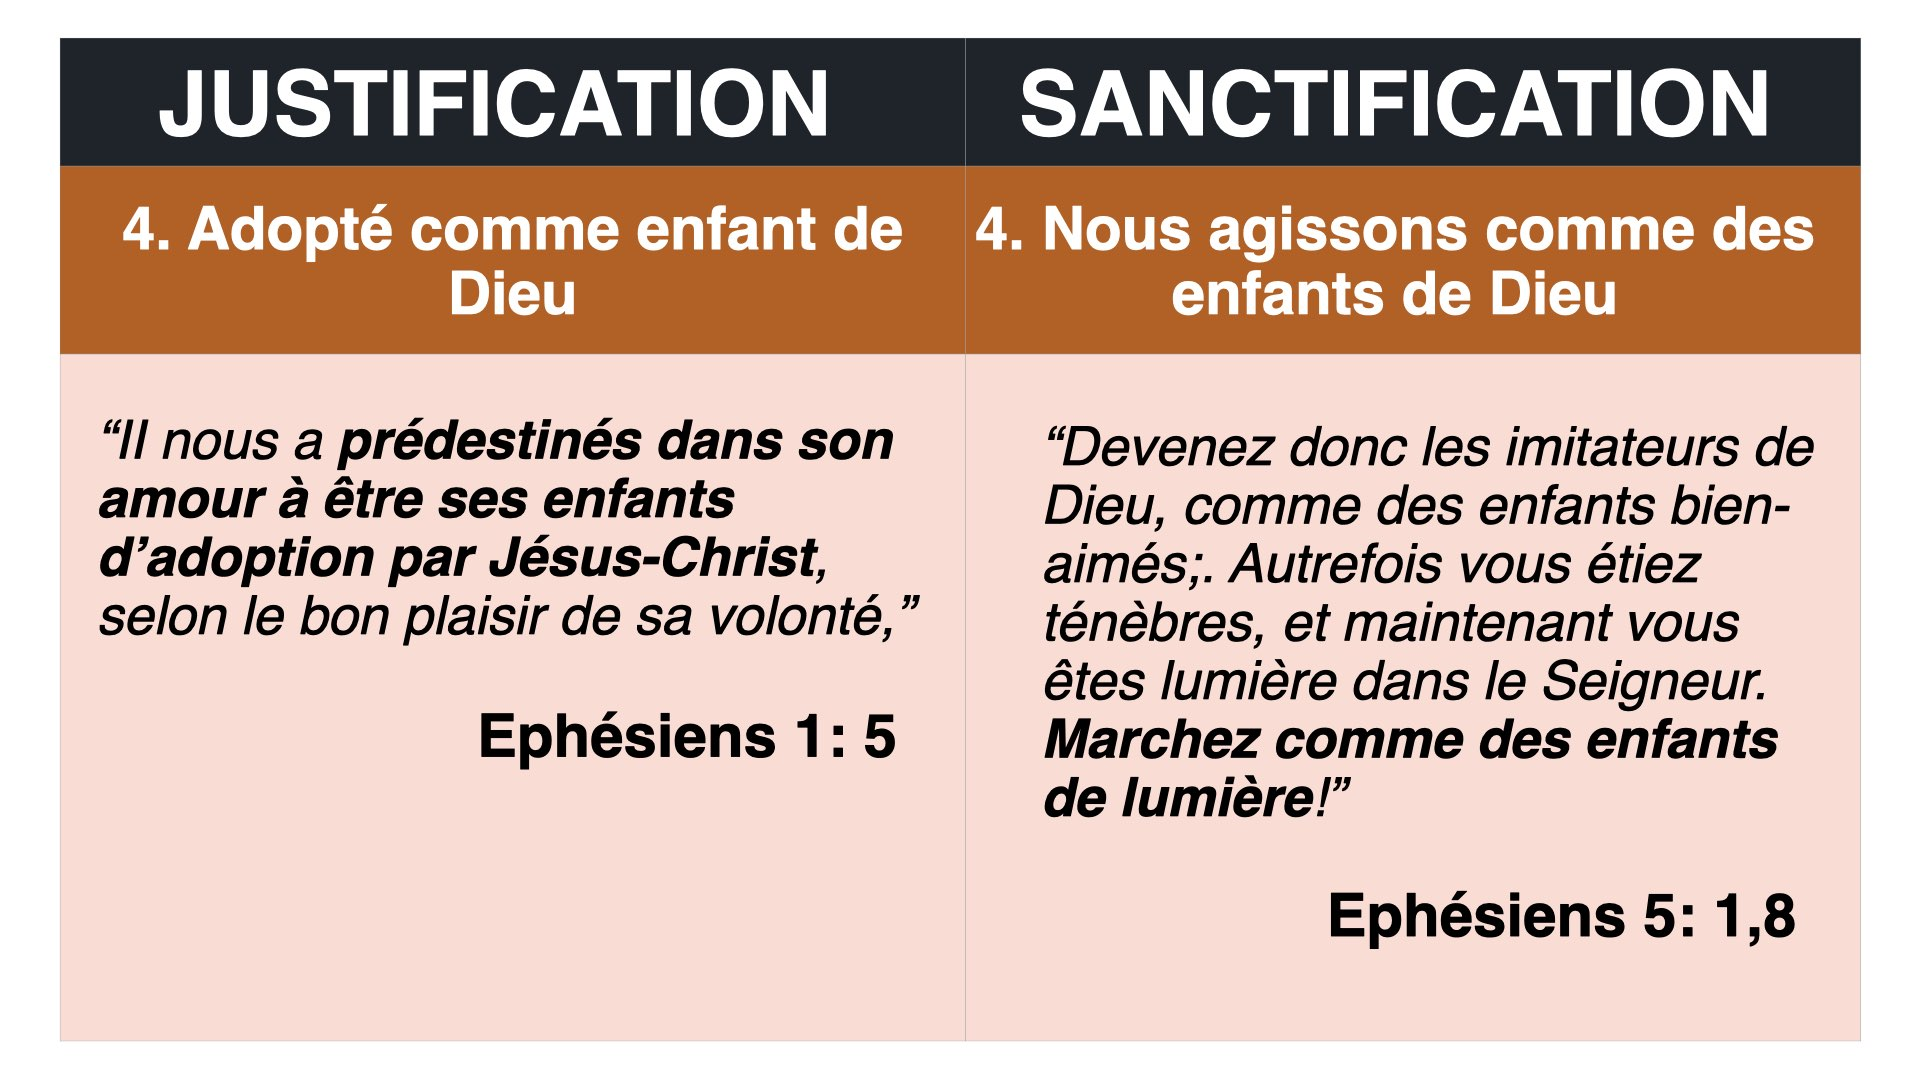 JUSTIFICATION
SANCTIFICATION
4. Adopté comme enfant de
Dieu
4. Nous agissons comme des
enfants de Dieu
“Il nous a prédestinés dans son
amour à être ses enfants
d’adoption par Jésus-Christ,
selon le bon plaisir de sa volonté,”
Ephésiens 1: 5
“Devenez donc les imitateurs de
Dieu, comme des enfants bien-
aimés;. Autrefois vous étiez
ténèbres, et maintenant vous
êtes lumière dans le Seigneur.
Marchez comme des enfants
de lumière!”
Ephésiens 5: 1,8